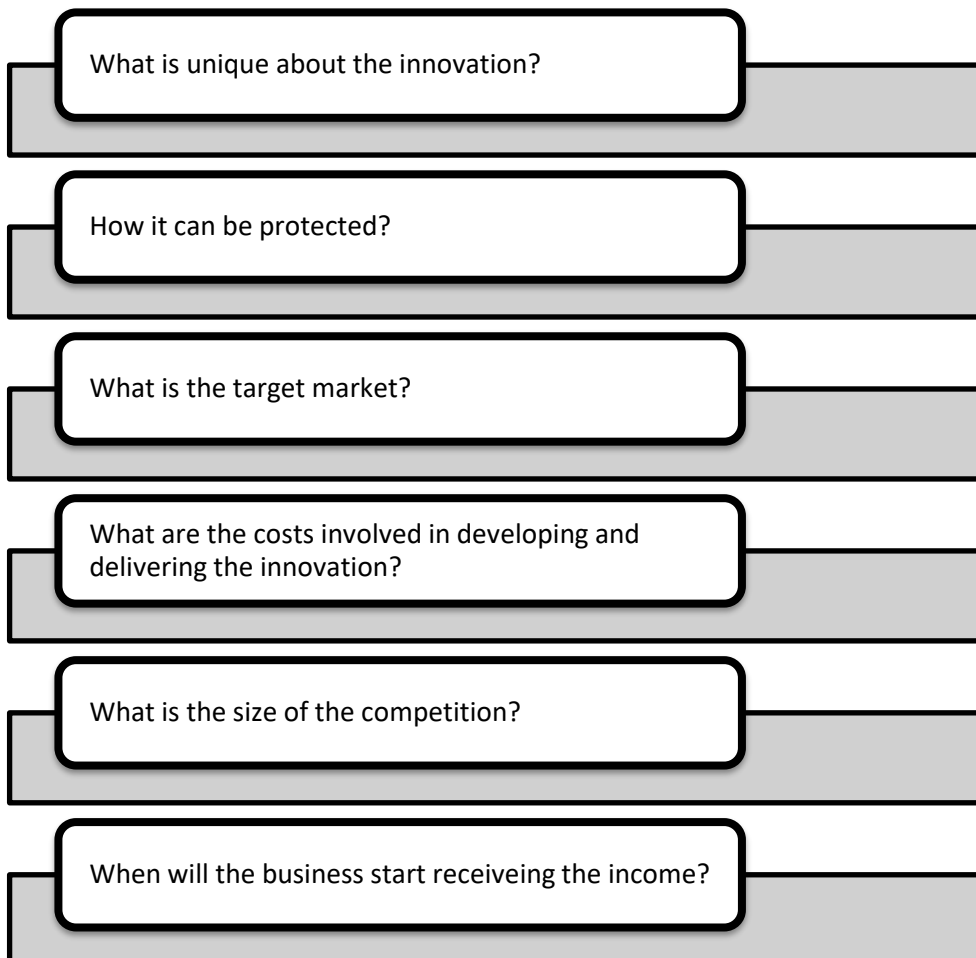 What is unique about the innovation?
How it can be protected?
What is the target market?
What are the costs involved in developing and
delivering the innovation?
What is the size of the competition?
When will the business start receiveing the income?